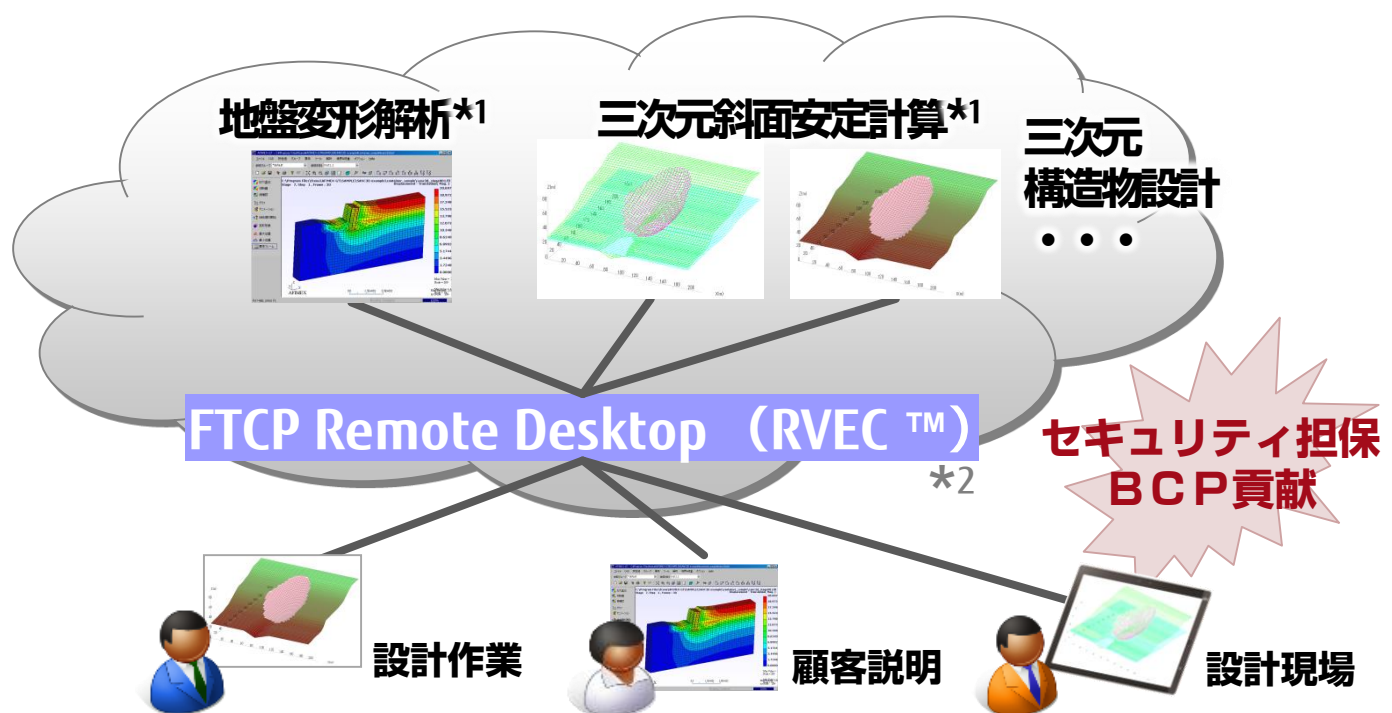 地盤変形解析*1
三次元斜面安定計算*1
三次元
構造物設計
・・・
FTCP Remote Desktop （RVEC ™）
*2
セキュリティ担保
ＢＣＰ貢献
設計作業
顧客説明
設計現場